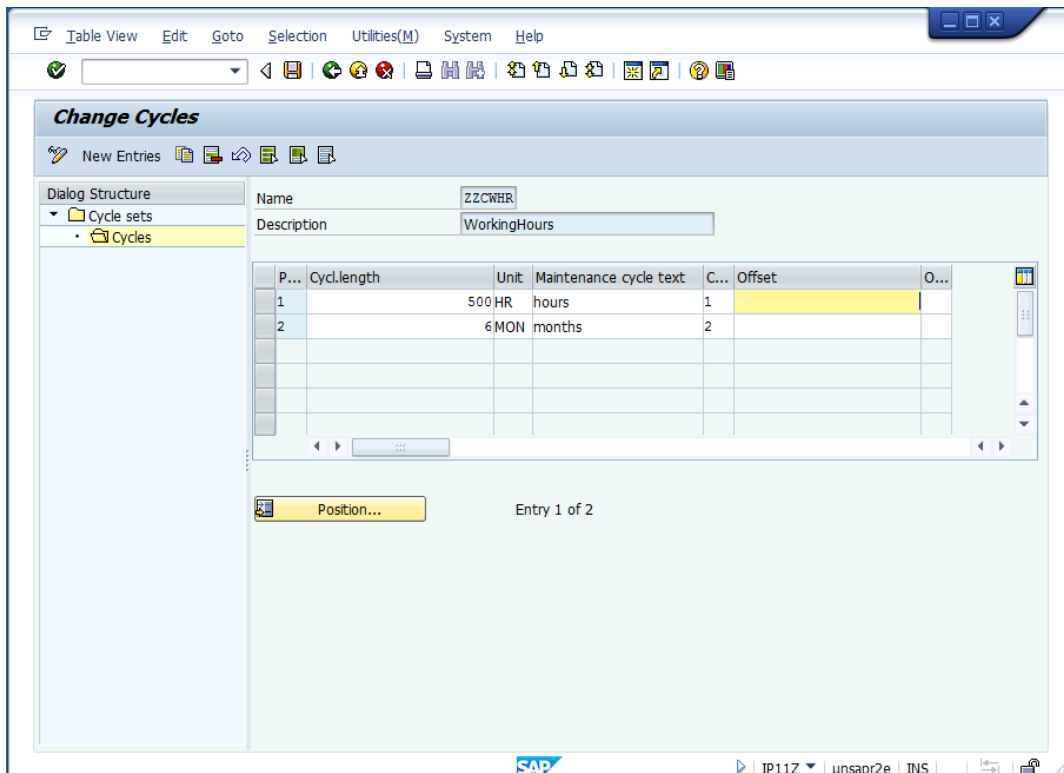 Table View Edit Goto Selection Utilities(M) System Help
Change Cycles
New Entries
Dialog Structure
Cycle sets
Cycles
Name ZZCWHR
Description WorkingHours
P... Cycl.length Unit Maintenance cycle text C... Offset O...
1 500 HR hours 1
2 6 MON months 2
Position... Entry 1 of 2
SAP
IP11Z unsapr2e INS